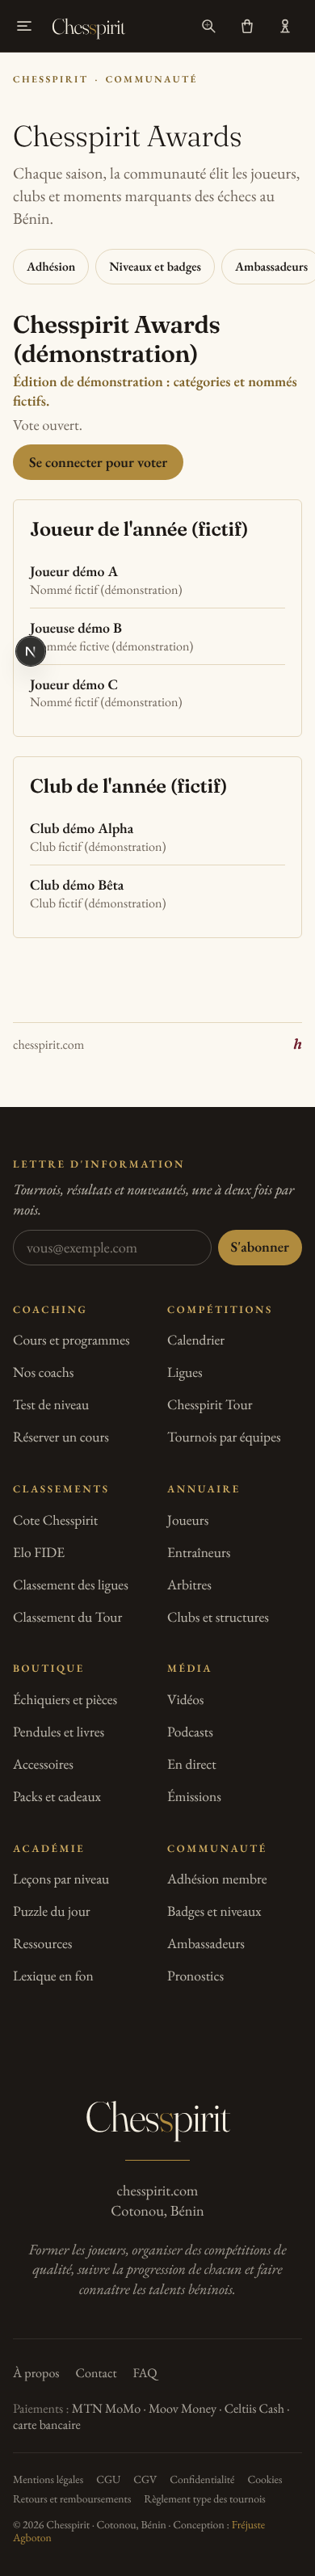 Chesspirit
CHESSPIRIT - COMMUNAUTÉ
Chesspirit Awards
Chaque saison, la communauté élit les joueurs,
clubs et moments marquants des échecs au
Bénin.
Adhésion Niveaux et badges Ambassadeurs
Chesspirit Awards
(démonstration)
Édition de démonstration : catégories et nommés
fictifs.
Vote ouvert.
Se connecter pour voter
Joueur de l'année (fictif)
Joueur démo A
Nommé fictif (démonstration)
Joueuse démo B
N
mmée fictive (démonstration)
Joueur démo C
Nommé fictif (démonstration)
Club de l'année (fictif)
Club démo Alpha
Club fictif (démonstration)
Club démo Bêta
Club fictif (démonstration)
chesspirit.com h
LETTRE D'INFORMATION
Tournois, résultats et nouveautés, une à deux fois par
mois.
vous@exemple.com S'abonner
COACHING
Cours et programmes
Nos coachs
Test de niveau
Réserver un cours
COMPÉTITIONS
Calendrier
Ligues
Chesspirit Tour
Tournois par équipes
CLASSEMENTS
Cote Chesspirit
Elo FIDE
Classement des ligues
Classement du Tour
ANNUAIRE
Joueurs
Entraîneurs
Arbitres
Clubs et structures
BOUTIQUE
Échiquiers et pièces
Pendules et livres
Accessoires
Packs et cadeaux
MÉDIA
Vidéos
Podcasts
En direct
Émissions
ACADÉMIE
Leçons par niveau
Puzzle du jour
Ressources
Lexique en fon
COMMUNAUTÉ
Adhésion membre
Badges et niveaux
Ambassadeurs
Pronostics
Chesspirit
chesspirit.com
Cotonou, Bénin
Former les joueurs, organiser des compétitions de
qualité, suivre la progression de chacun et faire
connaître les talents béninois.
À propos Contact FAQ
Paiements : MTN MoMo · Moov Money · Celtiis Cash ·
carte bancaire
Mentions légales CGU CGV Confidentialité Cookies
Retours et remboursements Règlement type des tournois
© 2026 Chesspirit · Cotonou, Bénin · Conception : Fréjuste
Agboton